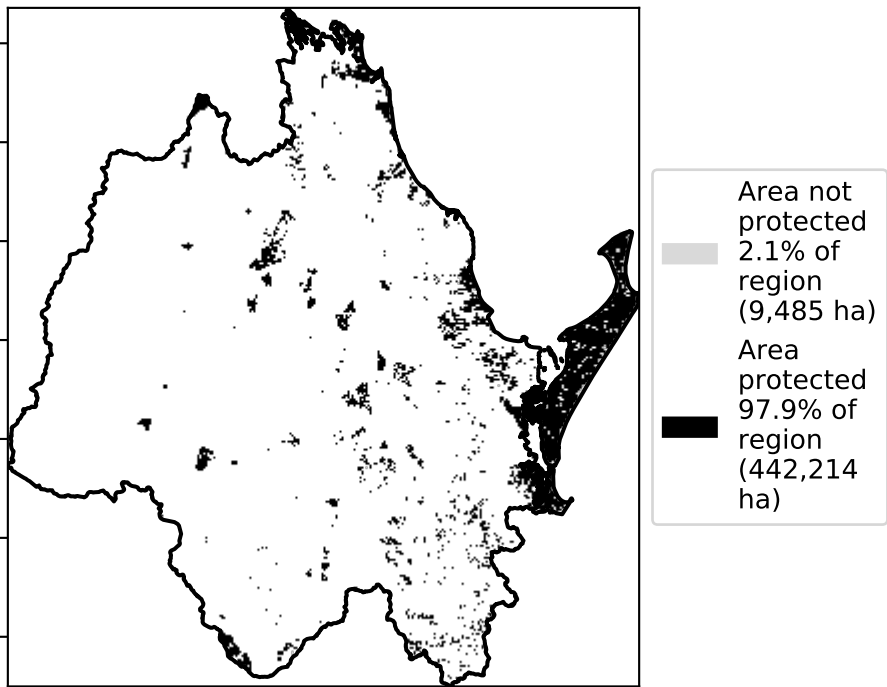 Area not
protected
2.1% of
region
(9,485 ha)
Area
protected
97.9% of
region
(442,214
ha)